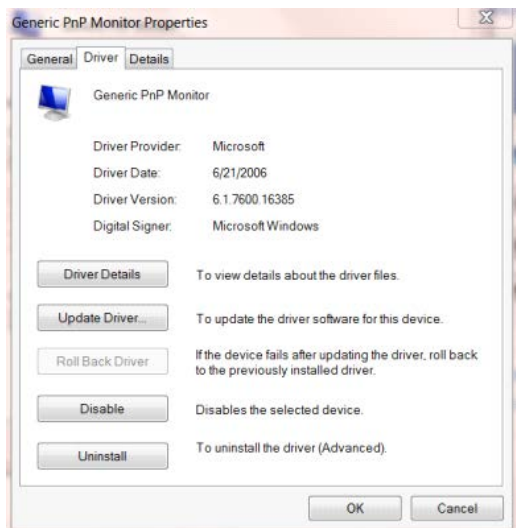 Generic PnP Monitor Properties
General Driver Details
Generic PnP Monitor
Driver Provider: Microsoft
Driver Date: 6/21/2006
Driver Version: 6.1.7600.16385
Digital Signer: Microsoft Windows
Driver Details To view details about the driver files.
Update Driver... To update the driver software for this device.
Roll Back Driver If the device fails after updating the driver, roll back
to the previously installed driver.
Disable Disables the selected device.
Uninstall To uninstall the driver (Advanced).
OK Cancel